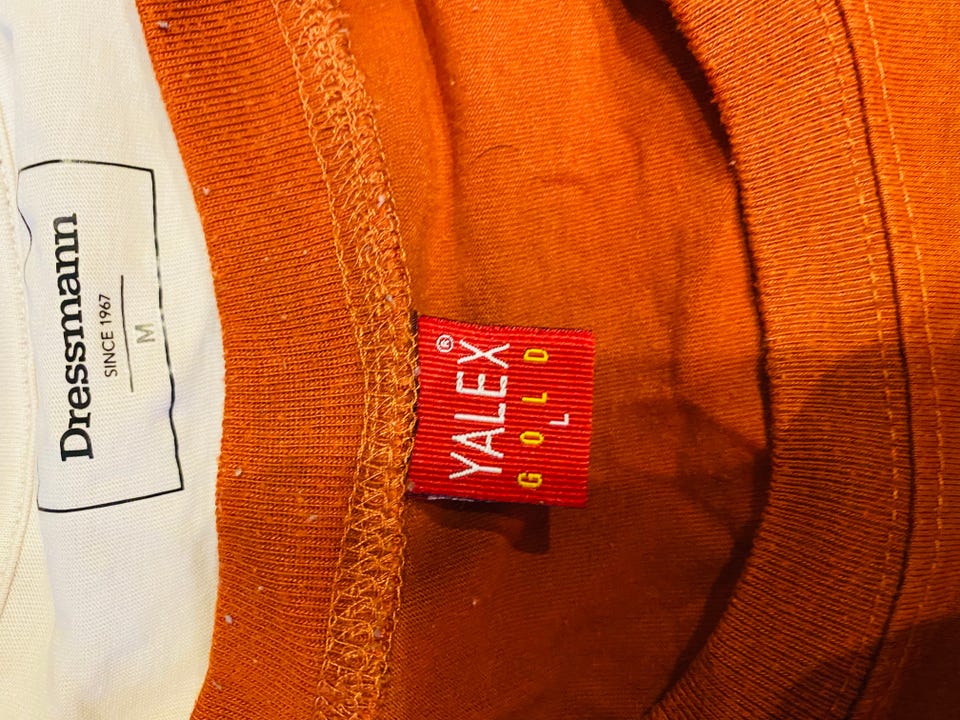 Dressmann
SINCE 1967
M
YALEX®
GOLD
L